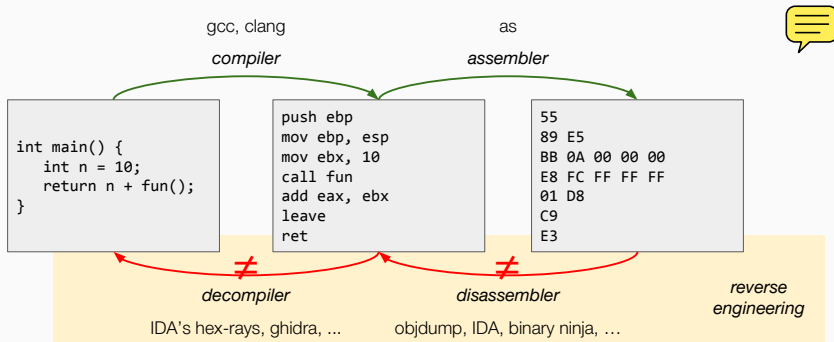 gcc, clang
as
compiler
assembler
int main() {
   int n = 10;
   return n + fun();
}
push ebp
mov ebp, esp
mov ebx, 10
call fun
add eax, ebx
leave
ret
55
89 E5
BB 0A 00 00 00
E8 FC FF FF FF
01 D8
C9
E3
≠
≠
decompiler
disassembler
reverse
engineering
IDA's hex-rays, ghidra, ...
objdump, IDA, binary ninja, …